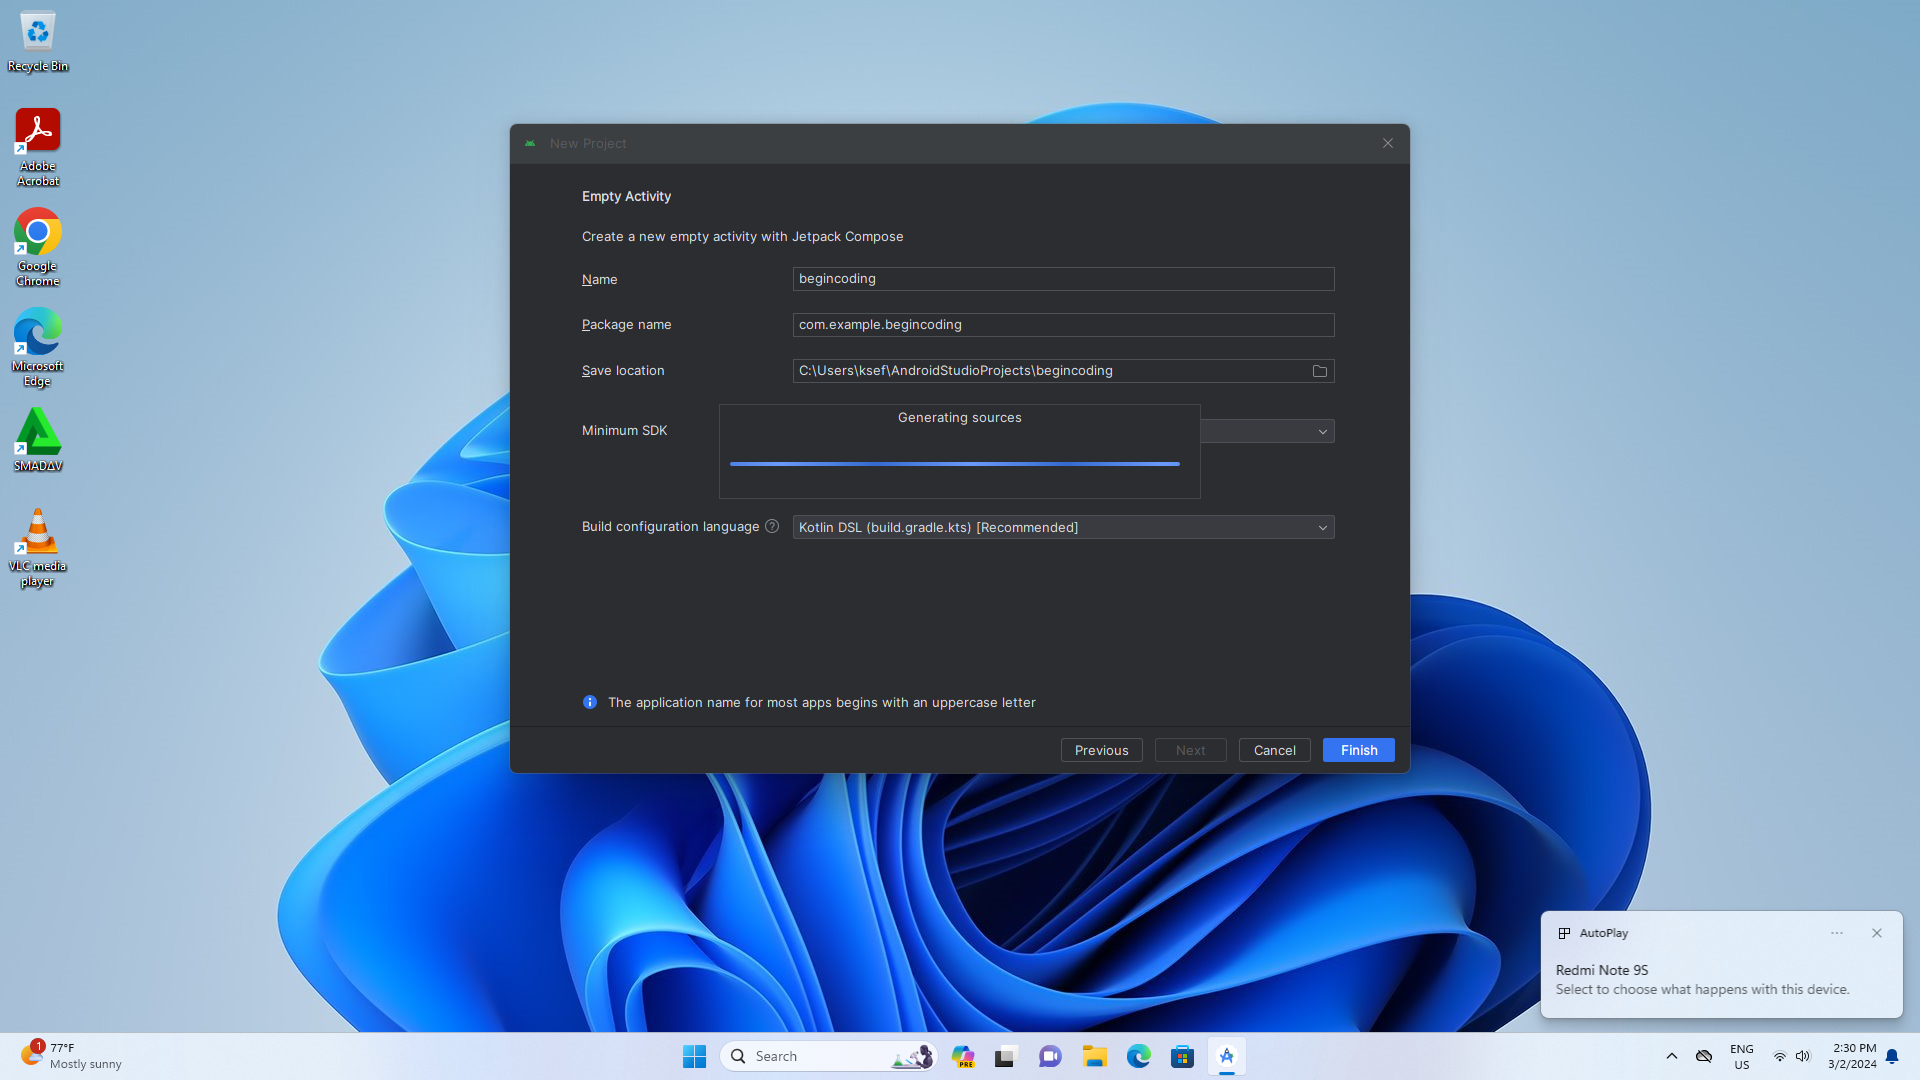 Recycle Bin
Adobe
Acrobat
Google
Chrome
Microsoft
Edge
SMADΔV
VLC media
player
New Project
Empty Activity
Create a new empty activity with Jetpack Compose
Name
begincoding
Package name
com.example.begincoding
Save location
C:\Users\ksef\AndroidStudioProjects\begincoding
Minimum SDK
Generating sources
Build configuration language ?
Kotlin DSL (build.gradle.kts) [Recommended]
The application name for most apps begins with an uppercase letter
Previous
Next
Cancel
Finish
AutoPlay
Redmi Note 9S
Select to choose what happens with this device.
1
77°F
Mostly sunny
Search
PRE
ENG
US
2:30 PM
3/2/2024